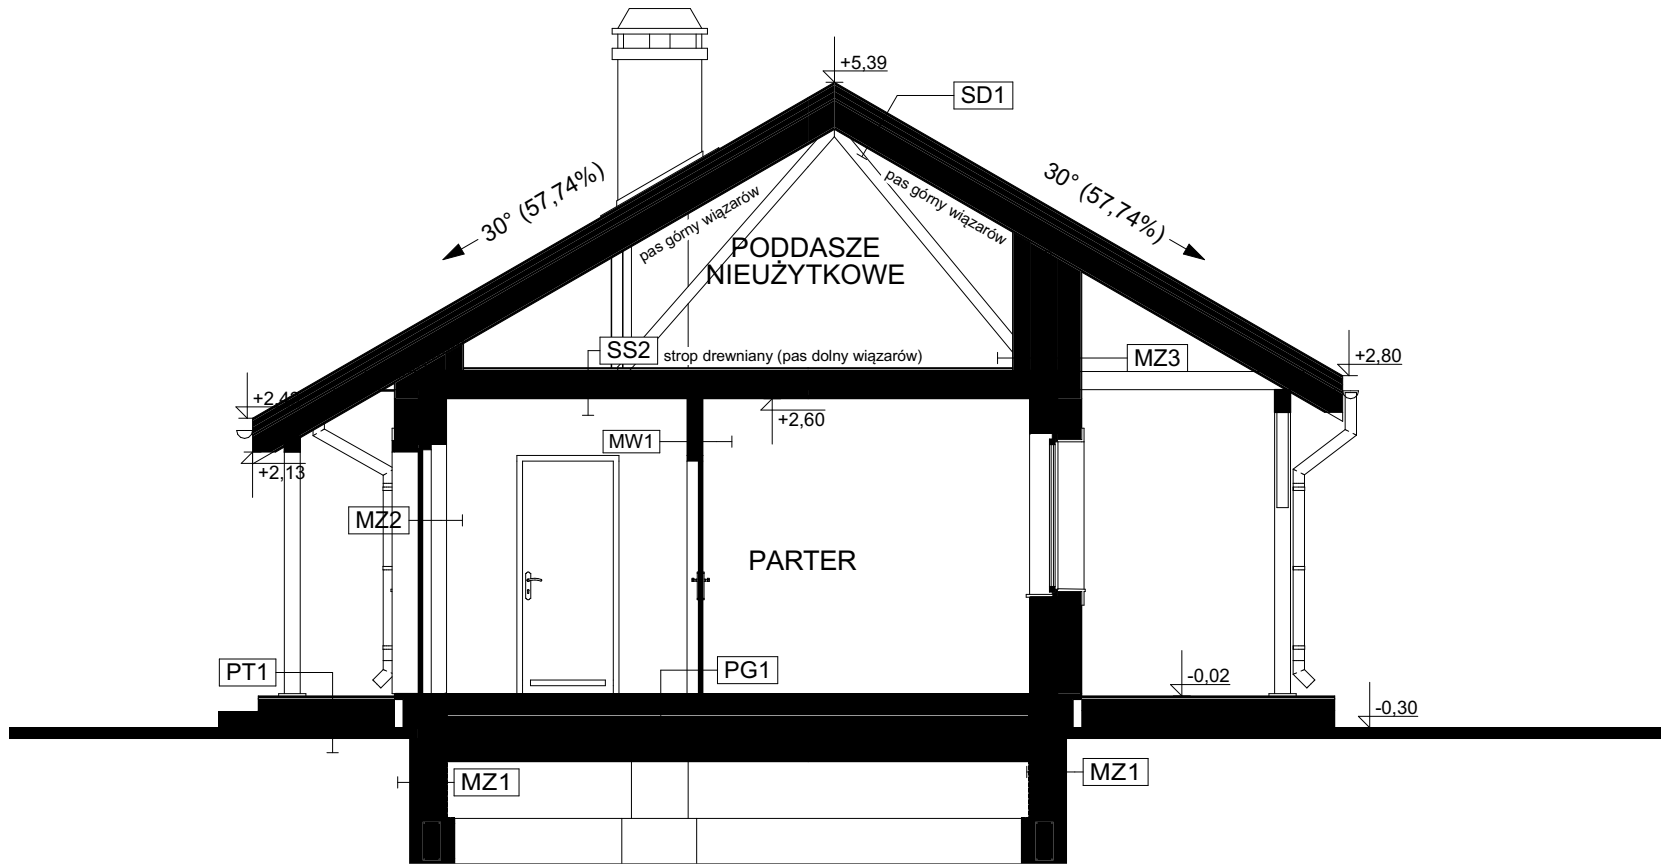 +5,39
SD1
30° (57,74%)
30° (57,74%)
pas górny wiązarów
pas górny wiązarów
PODDASZE
NIEUŻYTKOWE
SS2
strop drewniany (pas dolny wiązarów)
MZ3
+2,80
+2,60
MW1
+2,13
MZ2
PARTER
PT1
PG1
-0,02
-0,30
MZ1
MZ1